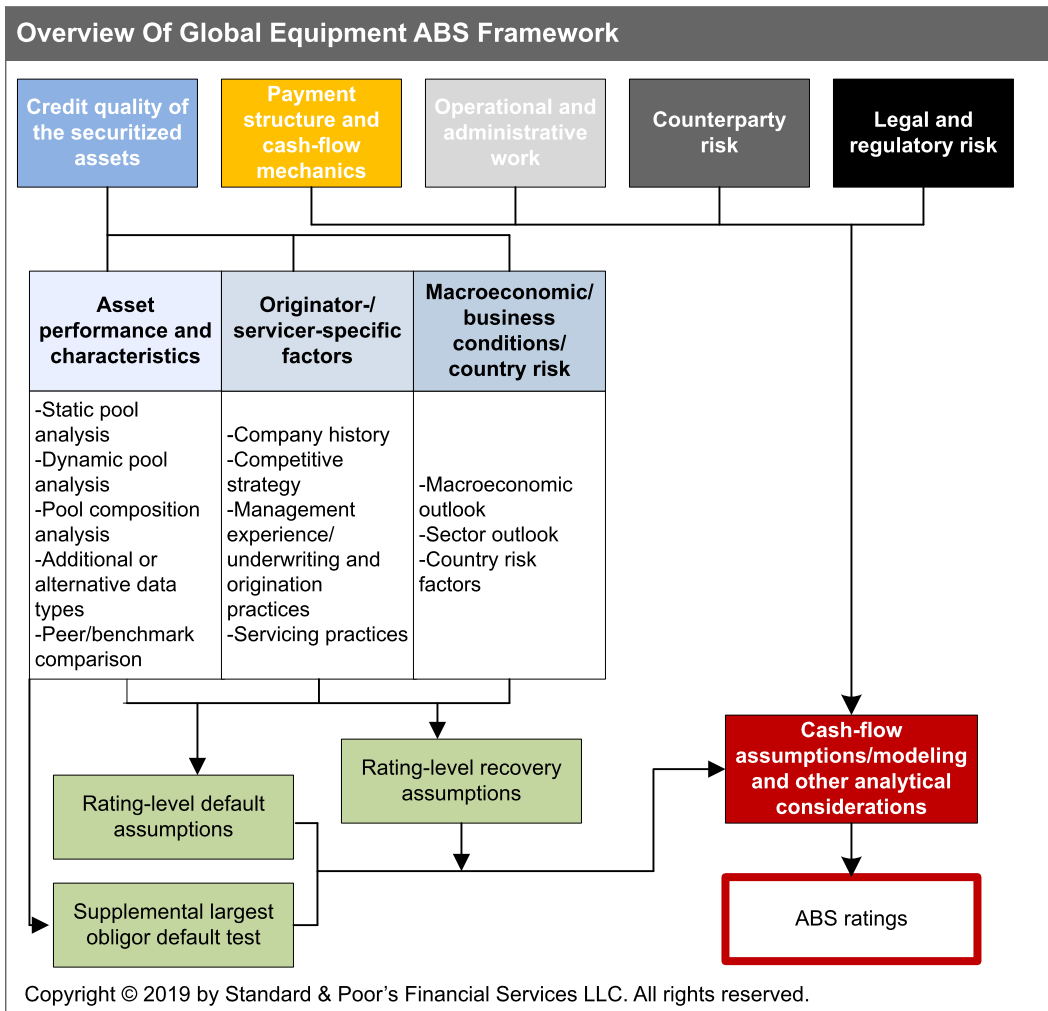 Overview Of Global Equipment ABS Framework
Credit quality of
the securitized
assets
Payment
structure and
cash-flow
mechanics
Operational and
administrative
work
Counterparty
risk
Legal and
regulatory risk
Asset
performance and
characteristics
Originator-/
servicer-specific
factors
Macroeconomic/
business
conditions/
country risk
-Static pool
analysis
-Dynamic pool
analysis
-Pool composition
analysis
-Additional or
alternative data
types
-Peer/benchmark
comparison
-Company history
-Competitive
strategy
-Management
experience/
underwriting and
origination
practices
-Servicing practices
-Macroeconomic
outlook
-Sector outlook
-Country risk
factors
Rating-level default
assumptions
Rating-level recovery
assumptions
Supplemental largest
obligor default test
Cash-flow
assumptions/modeling
and other analytical
considerations
ABS ratings
Copyright © 2019 by Standard & Poor’s Financial Services LLC. All rights reserved.